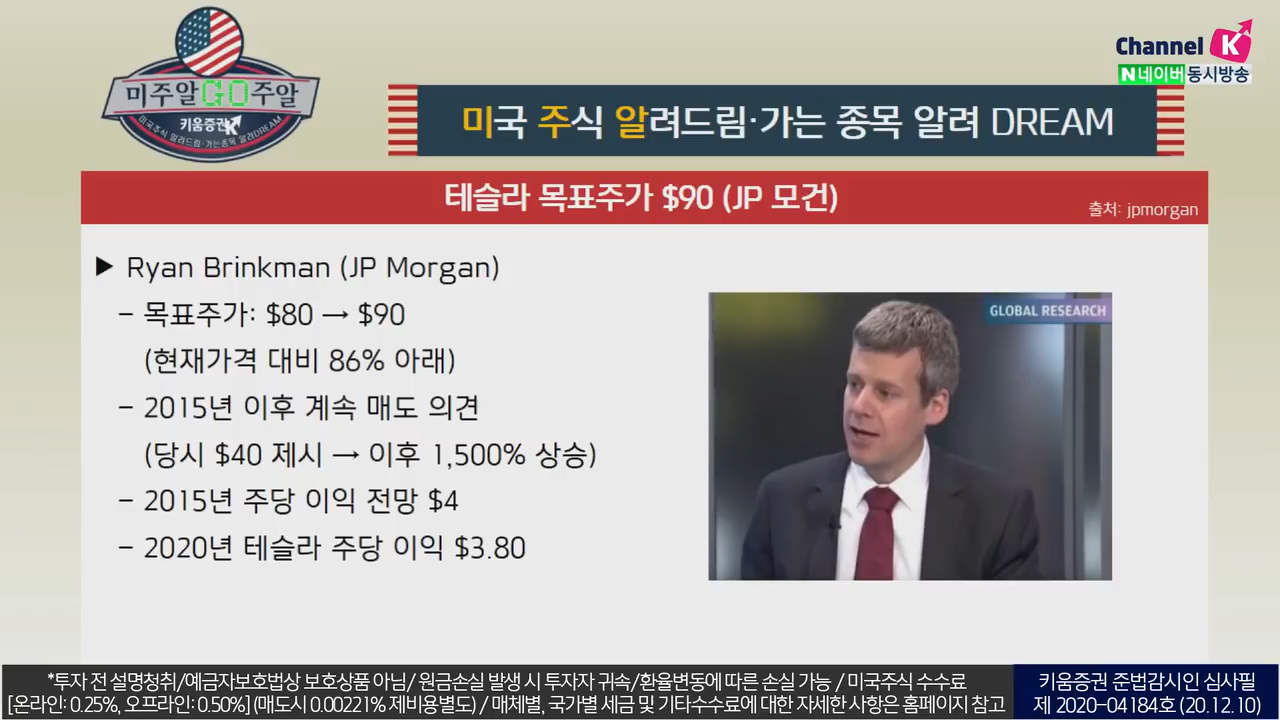 미주알GO주알
키움증권K
미국주식 알려드림·가는종목 알려DREAM
Channel K
N 네이버 동시방송
미국 주식 알려드림·가는 종목 알려 DREAM
테슬라 목표주가 $90 (JP 모건)
출처: jpmorgan
▶ Ryan Brinkman (JP Morgan)
– 목표주가: $80 → $90
(현재가격 대비 86% 아래)
– 2015년 이후 계속 매도 의견
(당시 $40 제시 → 이후 1,500% 상승)
– 2015년 주당 이익 전망 $4
– 2020년 테슬라 주당 이익 $3.80
GLOBAL RESEARCH
*투자 전 설명청취/예금자보호법상 보호상품 아님/ 원금손실 발생 시 투자자 귀속/환율변동에 따른 손실 가능 / 미국주식 수수료
[온라인: 0.25%, 오프라인: 0.50%] (매도시 0.00221% 제비용별도) / 매체별, 국가별 세금 및 기타수수료에 대한 자세한 사항은 홈페이지 참고
키움증권 준법감시인 심사필
제 2020-04184호 (20.12.10)